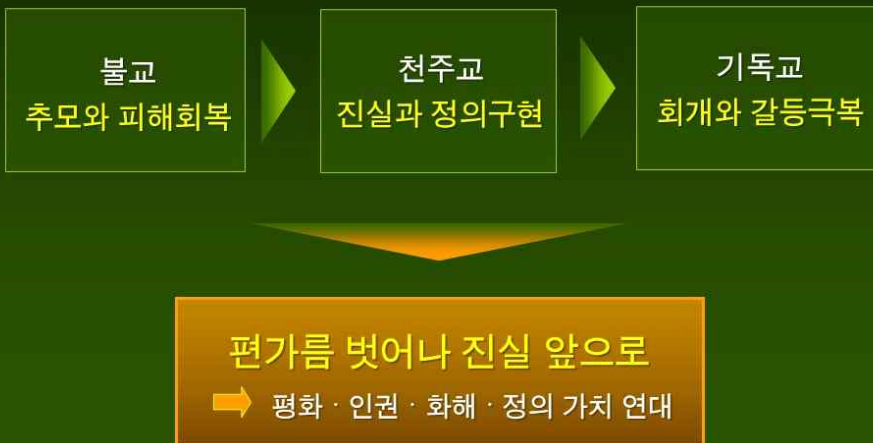 불교
추모와 피해회복
천주교
진실과 정의구현
기독교
회개와 갈등극복
편가름 벗어나 진실 앞으로
평화 · 인권 · 화해 · 정의 가치 연대